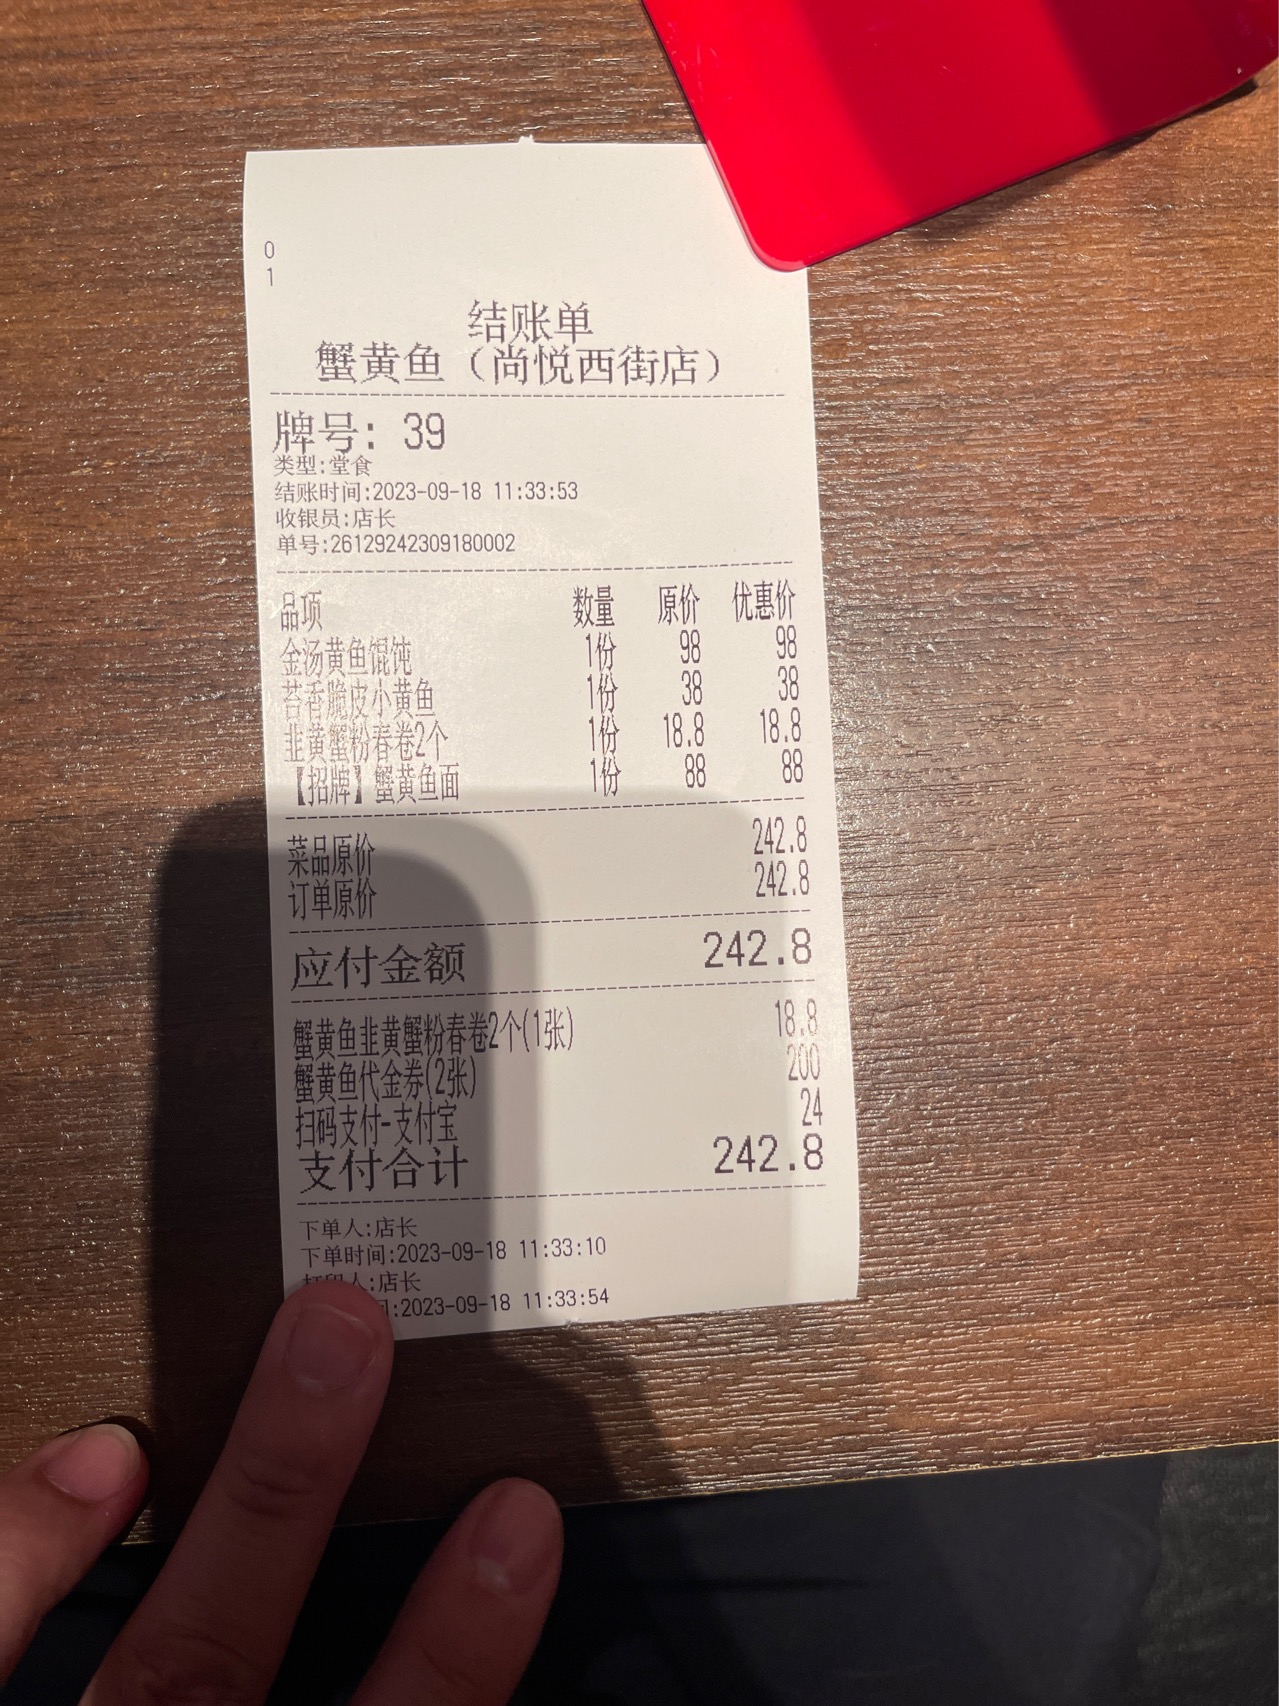 0
1
结账单
蟹黄鱼（尚悦西街店）
牌号: 39
类型:堂食
结账时间:2023-09-18 11:33:53
收银员:店长
单号:26129242309180002
品项 数量 原价 优惠价
金汤黄鱼馄饨 1份 98 98
苔香脆皮小黄鱼 1份 38 38
韭黄蟹粉春卷2个 1份 18.8 18.8
【招牌】蟹黄鱼面 1份 88 88
菜品原价 242.8
订单原价 242.8
应付金额 242.8
蟹黄鱼韭黄蟹粉春卷2个(1张) 18.8
蟹黄鱼代金券(2张) 200
扫码支付-支付宝 24
支付合计 242.8
下单人:店长
下单时间:2023-09-18 11:33:10
打印人:店长
:2023-09-18 11:33:54